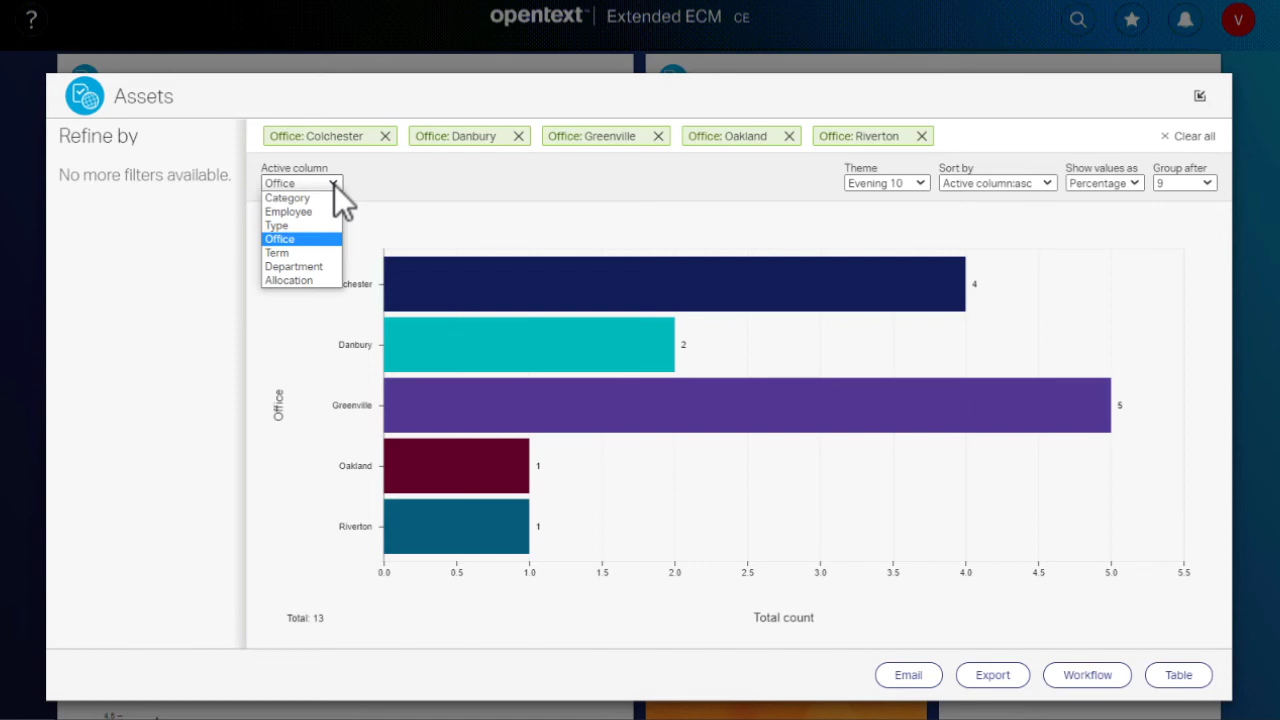 ?
opentext™ | Extended ECM CE
V
Assets
Refine by
No more filters available.
Office: Colchester
Office: Danbury
Office: Greenville
Office: Oakland
Office: Riverton
Clear all
Active column
Office
Category
Employee
Type
Office
Term
Department
Allocation
Theme
Evening 10
Sort by
Active column:asc
Show values as
Percentage
Group after
9
chester
4
Danbury
2
Greenville
5
Oakland
1
Riverton
1
Office
0.0 0.5 1.0 1.5 2.0 2.5 3.0 3.5 4.0 4.5 5.0 5.5
Total: 13
Total count
Email
Export
Workflow
Table